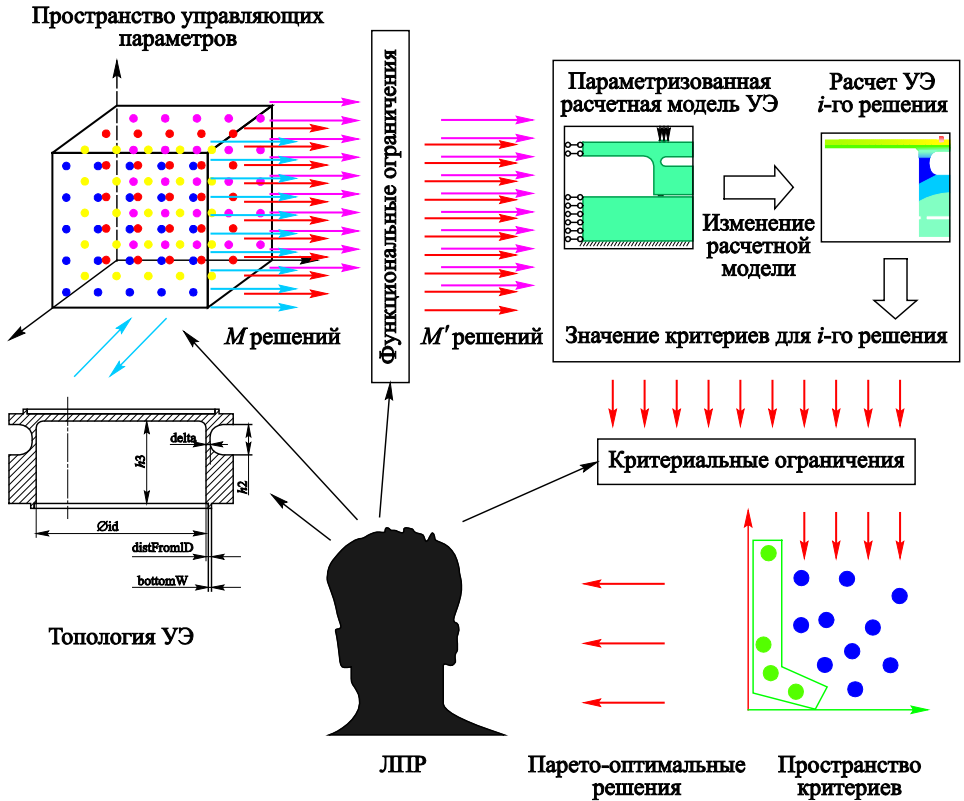 Пространство управляющих
параметров
Функциональные ограничения
M решений
M′ решений
Параметризованная
расчетная модель УЭ
Расчет УЭ
i-го решения
Изменение
расчетной
модели
Значение критериев для i-го решения
Критериальные ограничения
delta
h3
h2
Øid
distFromID
bottomW
Топология УЭ
ЛПР
Парето-оптимальные
решения
Пространство
критериев